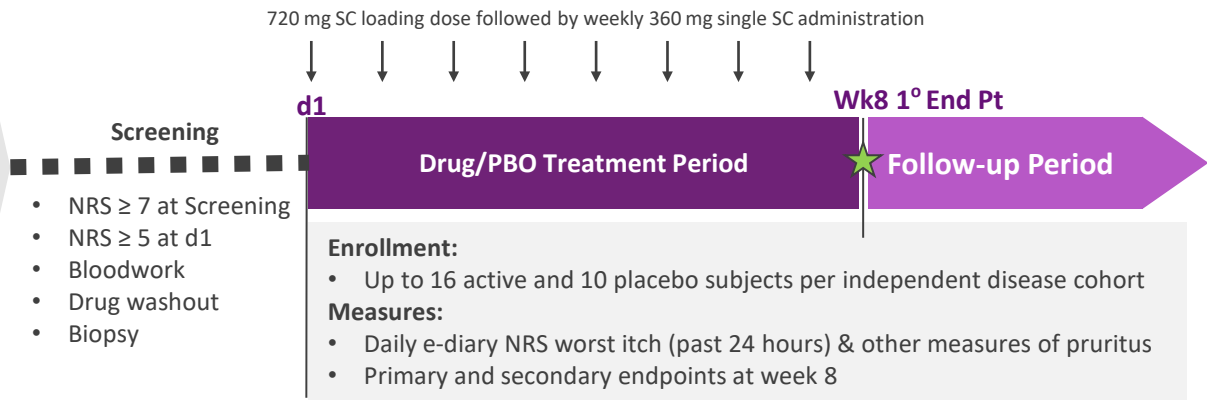 720 mg SC loading dose followed by weekly 360 mg single SC administration
d1
Wk8 1° End Pt
Screening
Drug/PBO Treatment Period
Follow-up Period
• NRS ≥ 7 at Screening
• NRS ≥ 5 at d1
• Bloodwork
• Drug washout
• Biopsy
Enrollment:
• Up to 16 active and 10 placebo subjects per independent disease cohort
Measures:
• Daily e-diary NRS worst itch (past 24 hours) & other measures of pruritus
• Primary and secondary endpoints at week 8